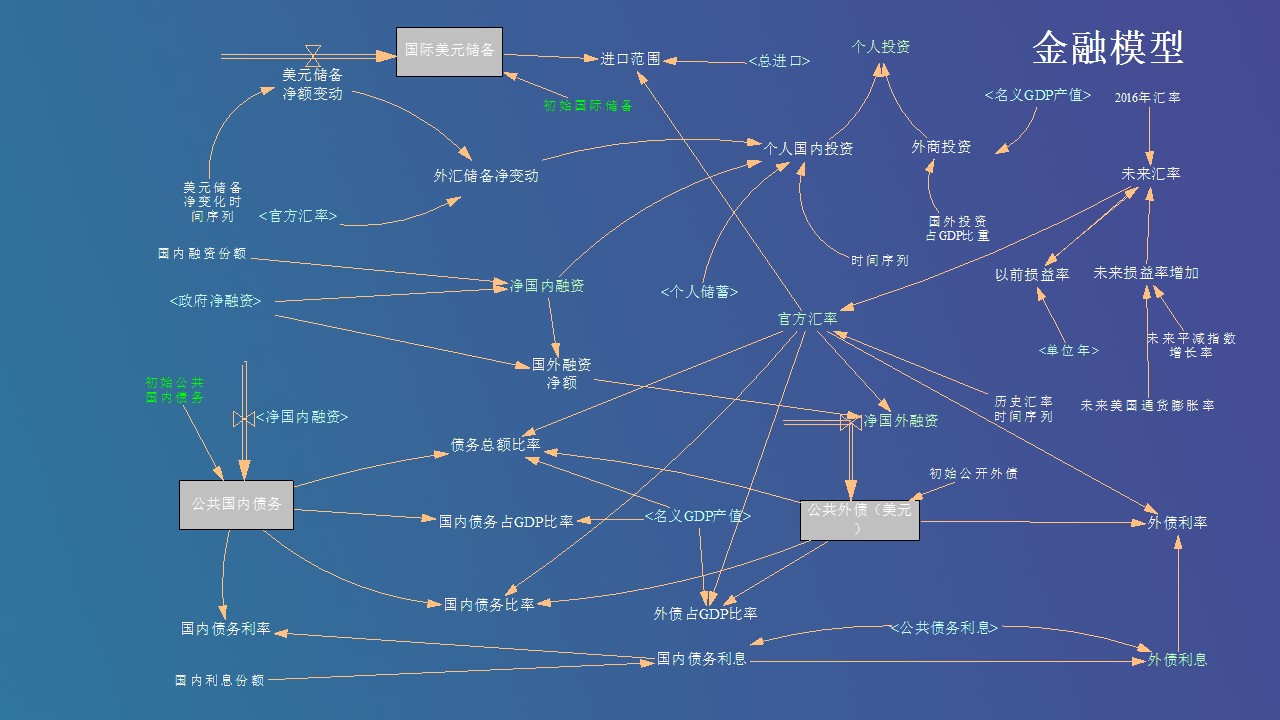 金融模型
国际美元储备
进口范围
<总进口>
个人投资
美元储备
净额变动
初始国际储备
<名义GDP产值>
2016年汇率
个人国内投资
外商投资
外汇储备净变动
未来汇率
美元储备
净变化时
间序列
<官方汇率>
国外投资
占GDP比重
国内融资份额
时间序列
净国内融资
<个人储蓄>
以前损益率
未来损益率增加
<政府净融资>
官方汇率
未来平减指数
增长率
<单位年>
国外融资
净额
初始公共
国内债务
<净国内融资>
历史汇率
时间序列
未来美国通货膨胀率
净国外融资
债务总额比率
初始公开外债
公共国内债务
公共外债（美元
）
国内债务占GDP比率
<名义GDP产值>
外债利率
国内债务比率
外债占GDP比率
国内债务利率
<公共债务利息>
国内债务利息
外债利息
国内利息份额